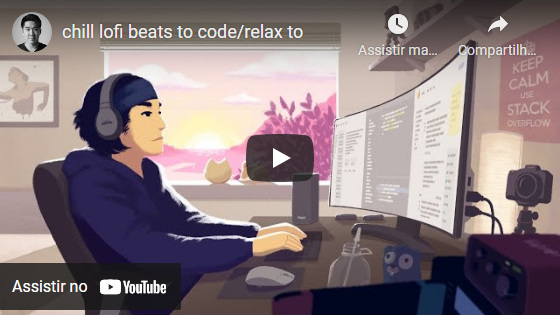 chill lofi beats to code/relax to
Assistir ma...
Compartilh...
KEEP
CALM
USE
STACK
OVERFLOW
Assistir no YouTube